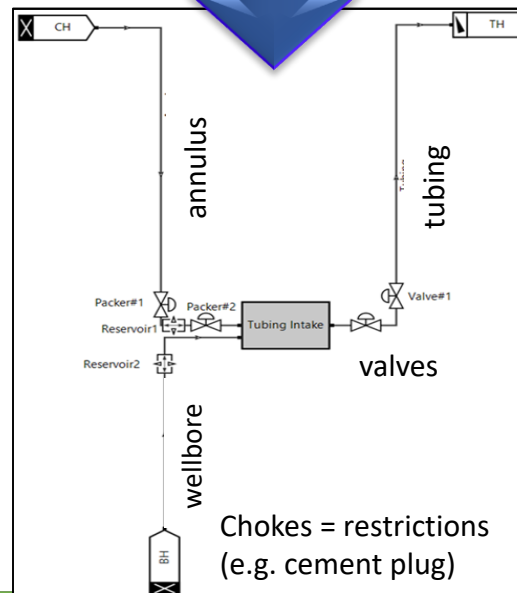 CH
TH
annulus
tubing
Tubing
Packer#1
Packer#2
Valve#1
Reservoir1
Tubing Intake
Reservoir2
valves
wellbore
BH
Chokes = restrictions
(e.g. cement plug)